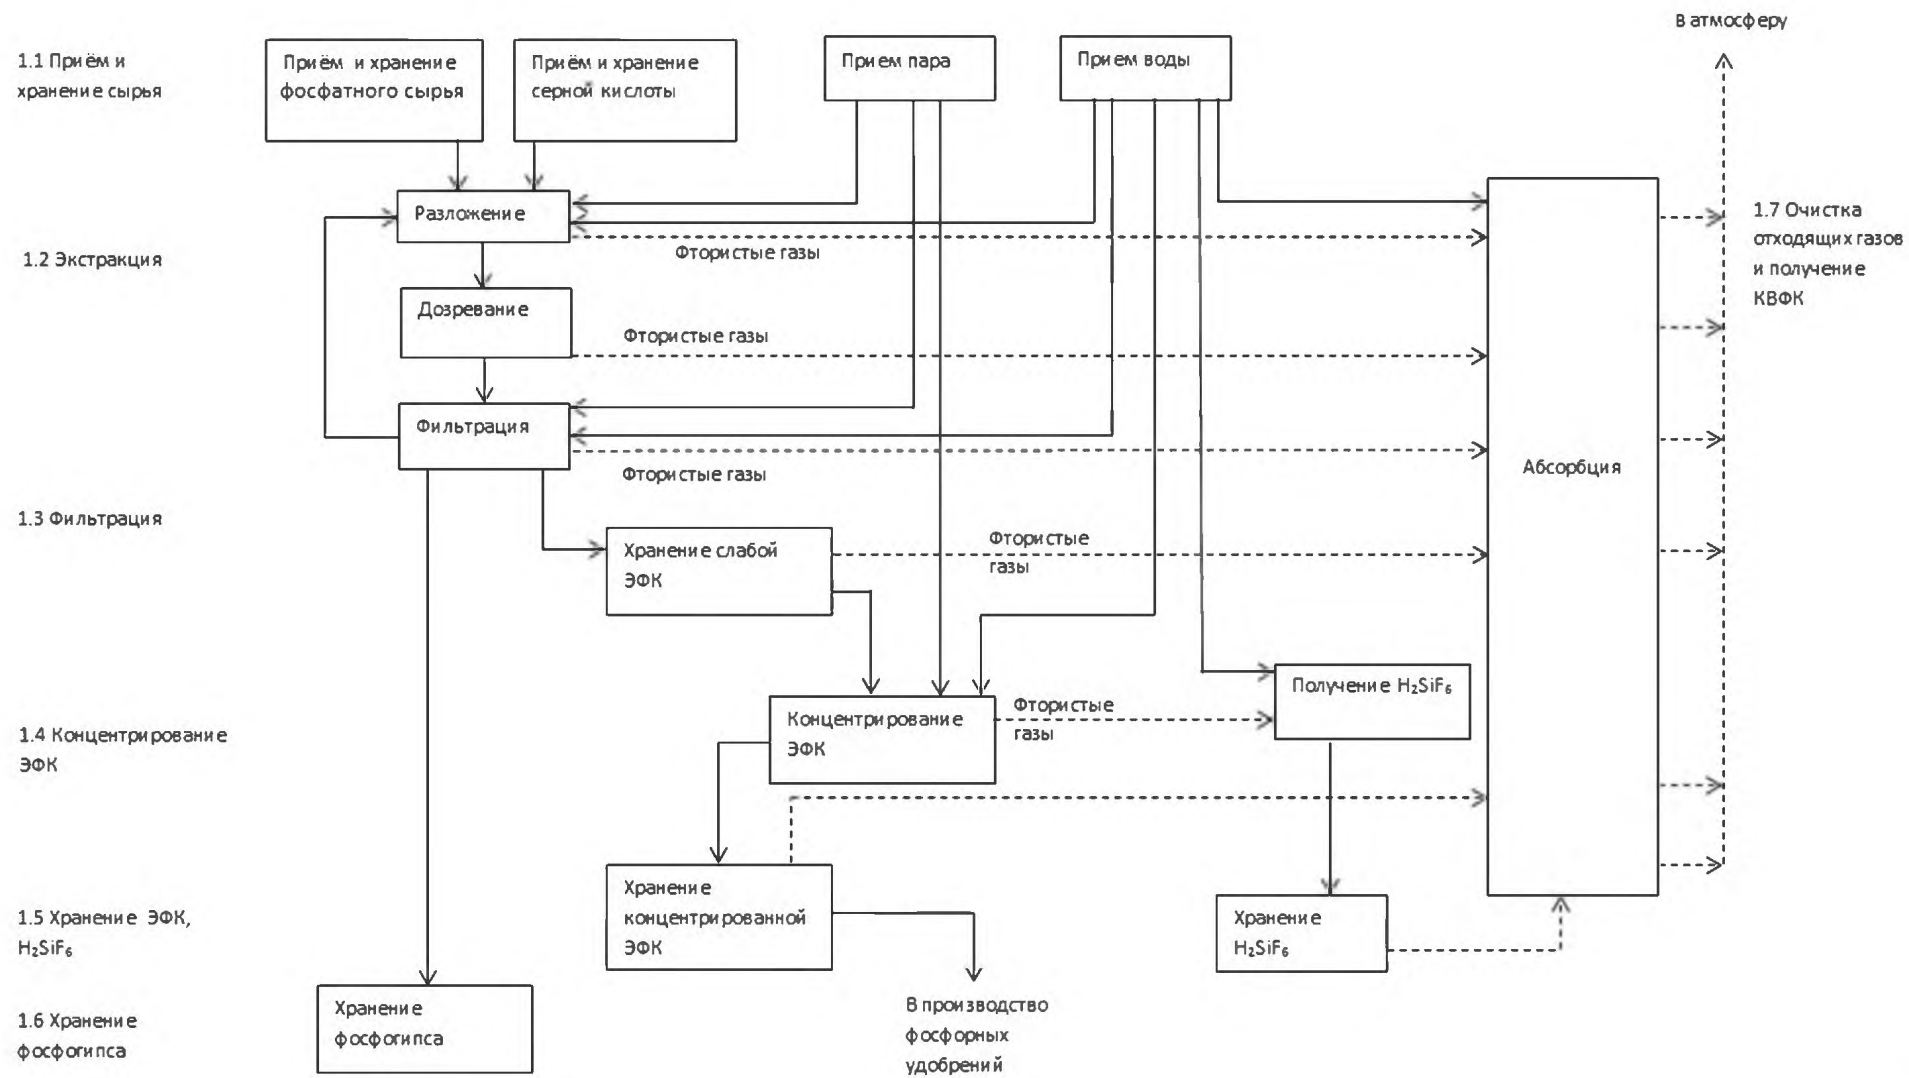 В атмосферу
1.1 Приём и
хранение сырья
Приём и хранение
фосфатного сырья
Приём и хранение
серной кислоты
Прием пара
Прием воды
Разложение
1.7 Очистка
отходящих газов
и получение
КВФК
1.2 Экстракция
Фтористые газы
Дозревание
Фтористые газы
Фильтрация
Фтористые газы
Абсорбция
1.3 Фильтрация
Хранение слабой
ЭФК
Фтористые
газы
Получение H₂SiF₆
1.4 Концентрирование
ЭФК
Концентрирование
ЭФК
Фтористые
газы
1.5 Хранение ЭФК,
H₂SiF₆
Хранение
концентрированной
ЭФК
Хранение
H₂SiF₆
1.6 Хранение
фосфогипса
Хранение
фосфогипса
В производство
фосфорных
удобрений